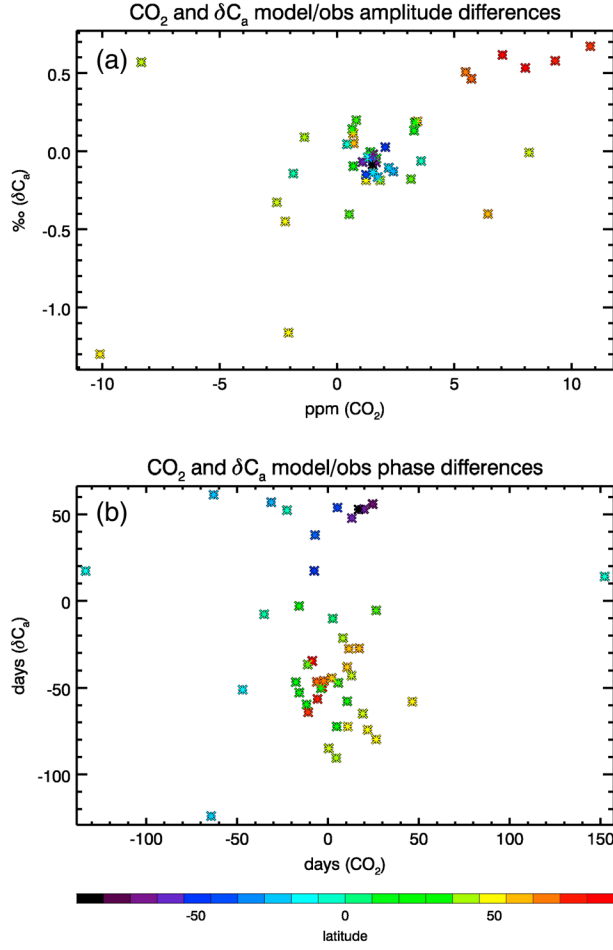 CO₂ and δCₐ model/obs amplitude differences
(a)
0.5
0.0
-0.5
-1.0
‰ (δCₐ)
-10 -5 0 5 10
ppm (CO₂)
CO₂ and δCₐ model/obs phase differences
(b)
50
0
-50
-100
days (δCₐ)
-100 -50 0 50 100 150
days (CO₂)
-50 0 50
latitude